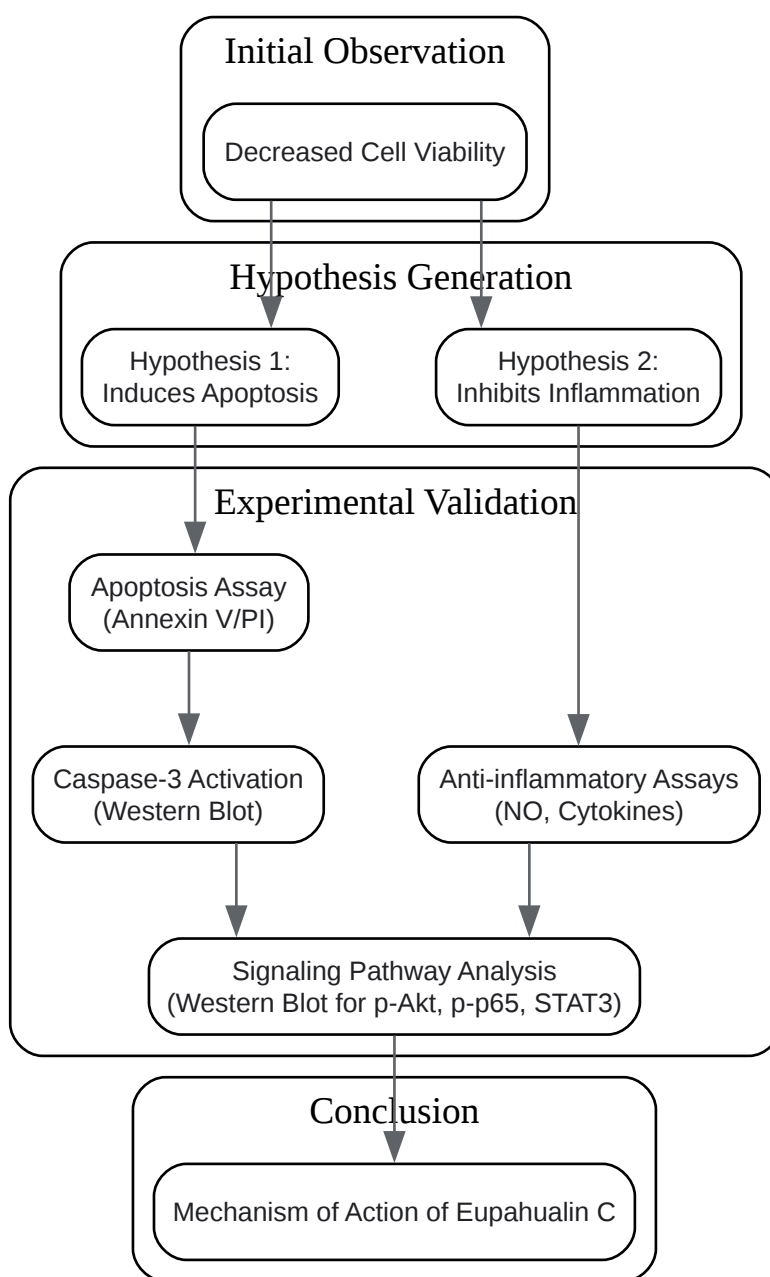 Initial Observation
Decreased Cell Viability
Hypothesis Generation
Hypothesis 1:
Induces Apoptosis
Hypothesis 2:
Inhibits Inflammation
Experimental Validation
Apoptosis Assay
(Annexin V/PI)
Caspase-3 Activation
(Western Blot)
Anti-inflammatory Assays
(NO, Cytokines)
Signaling Pathway Analysis
(Western Blot for p-Akt, p-p65, STAT3)
Conclusion
Mechanism of Action of Eupahualin C